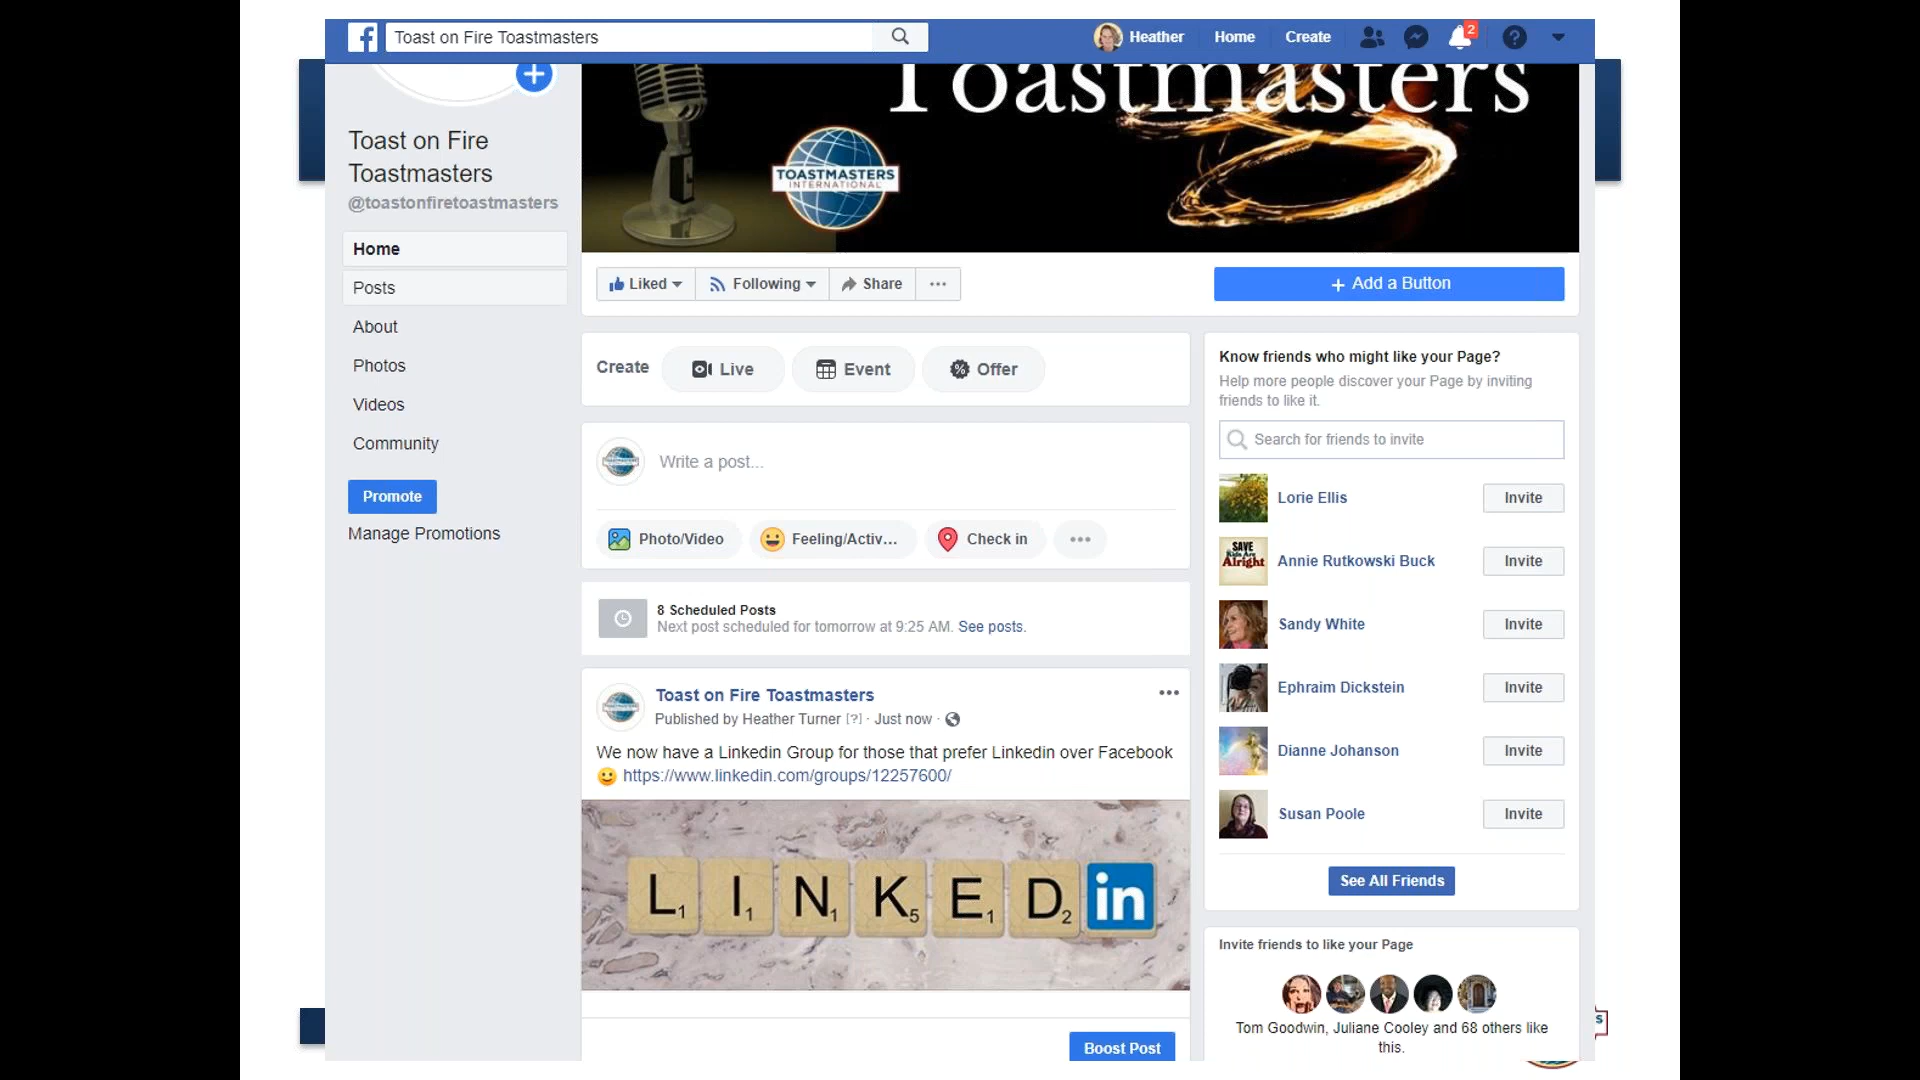 Toast on Fire Toastmasters
Heather
Home
Create
2
Toastmasters
TOASTMASTERS
INTERNATIONAL
Toast on Fire
Toastmasters
@toastonfiretoastmasters
Home
Posts
About
Photos
Videos
Community
Promote
Manage Promotions
Liked
Following
Share
+ Add a Button
Create
Live
Event
Offer
Write a post...
Photo/Video
Feeling/Activ...
Check in
8 Scheduled Posts
Next post scheduled for tomorrow at 9:25 AM. See posts.
Toast on Fire Toastmasters
Published by Heather Turner [?] · Just now ·
We now have a Linkedin Group for those that prefer Linkedin over Facebook
https://www.linkedin.com/groups/12257600/
L1 I1 N1 K5 E1 D2 in
Boost Post
Know friends who might like your Page?
Help more people discover your Page by inviting
friends to like it.
Search for friends to invite
Lorie Ellis
Invite
SAVE
Kids Are
Alright
Annie Rutkowski Buck
Invite
Sandy White
Invite
Ephraim Dickstein
Invite
Dianne Johanson
Invite
Susan Poole
Invite
See All Friends
Invite friends to like your Page
Tom Goodwin, Juliane Cooley and 68 others like
this.